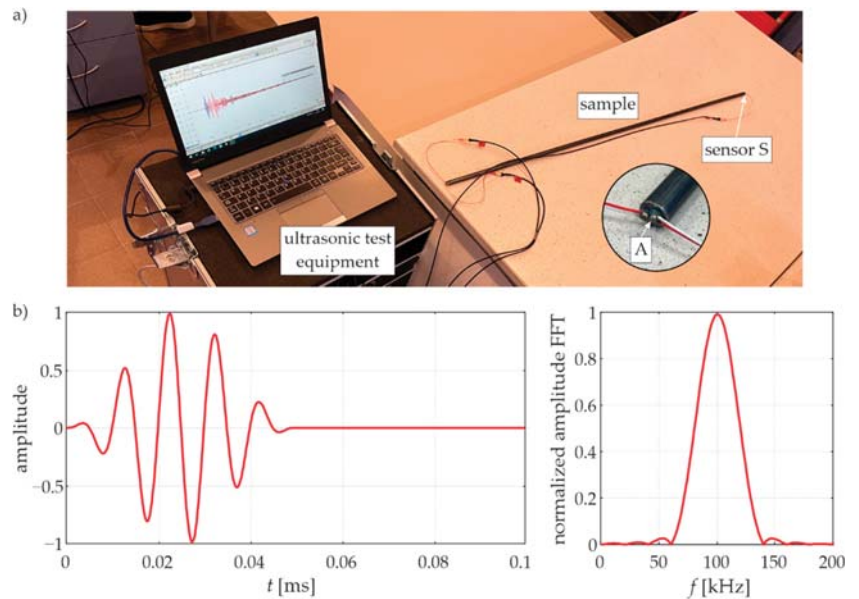 a)
sample
sensor S
ultrasonic test
equipment
A
b)
1
0.5
0
−0.5
−1
amplitude
0
0.02
0.04
0.06
0.08
0.1
t [ms]
normalized amplitude FFT
1
0.8
0.6
0.4
0.2
0
0
50
100
150
200
f [kHz]